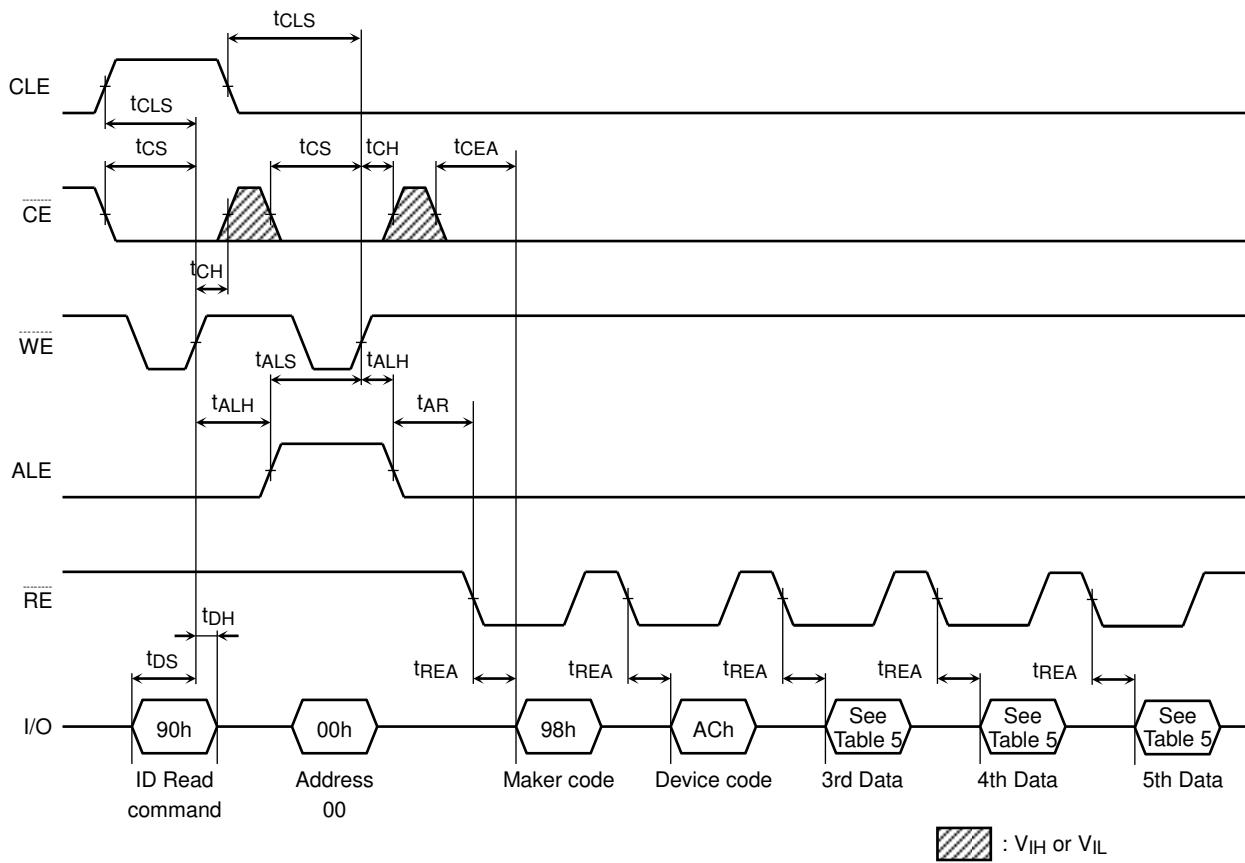 tCLS
CLE
tCLS
tCS tCS tCH tCEA
CE
tCH
WE
tALS tALH
tALH tAR
ALE
RE
tDH
tDS tREA tREA tREA tREA tREA
I/O 90h 00h 98h ACh See Table 5 See Table 5 See Table 5
ID Read command Address 00 Maker code Device code 3rd Data 4th Data 5th Data
: VIH or VIL